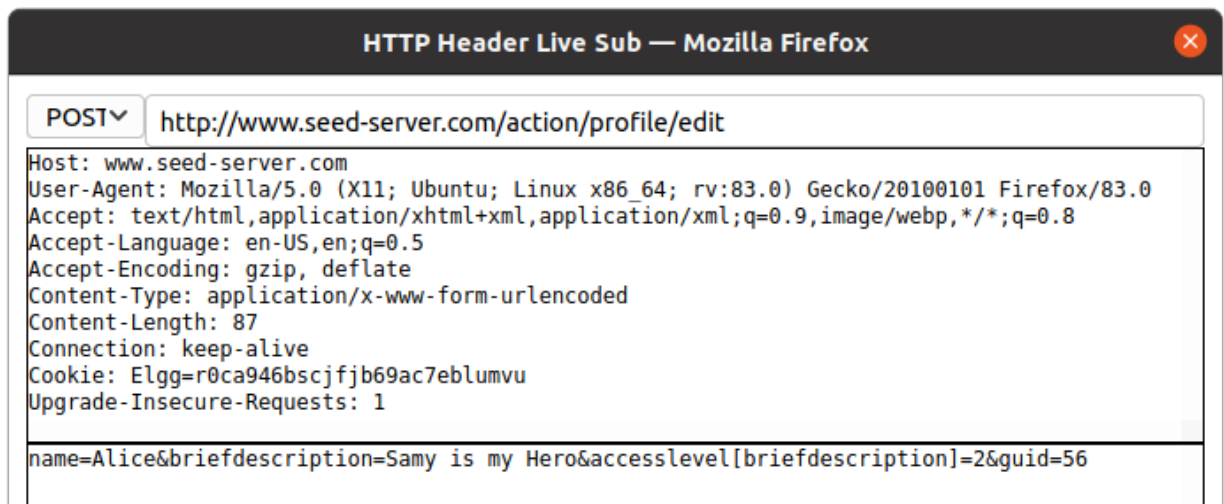 HTTP Header Live Sub — Mozilla Firefox
POST
http://www.seed-server.com/action/profile/edit
Host: www.seed-server.com
User-Agent: Mozilla/5.0 (X11; Ubuntu; Linux x86_64; rv:83.0) Gecko/20100101 Firefox/83.0
Accept: text/html,application/xhtml+xml,application/xml;q=0.9,image/webp,*/*;q=0.8
Accept-Language: en-US,en;q=0.5
Accept-Encoding: gzip, deflate
Content-Type: application/x-www-form-urlencoded
Content-Length: 87
Connection: keep-alive
Cookie: Elgg=r0ca946bscjfjb69ac7eblumvu
Upgrade-Insecure-Requests: 1
name=Alice&briefdescription=Samy is my Hero&accesslevel[briefdescription]=2&guid=56